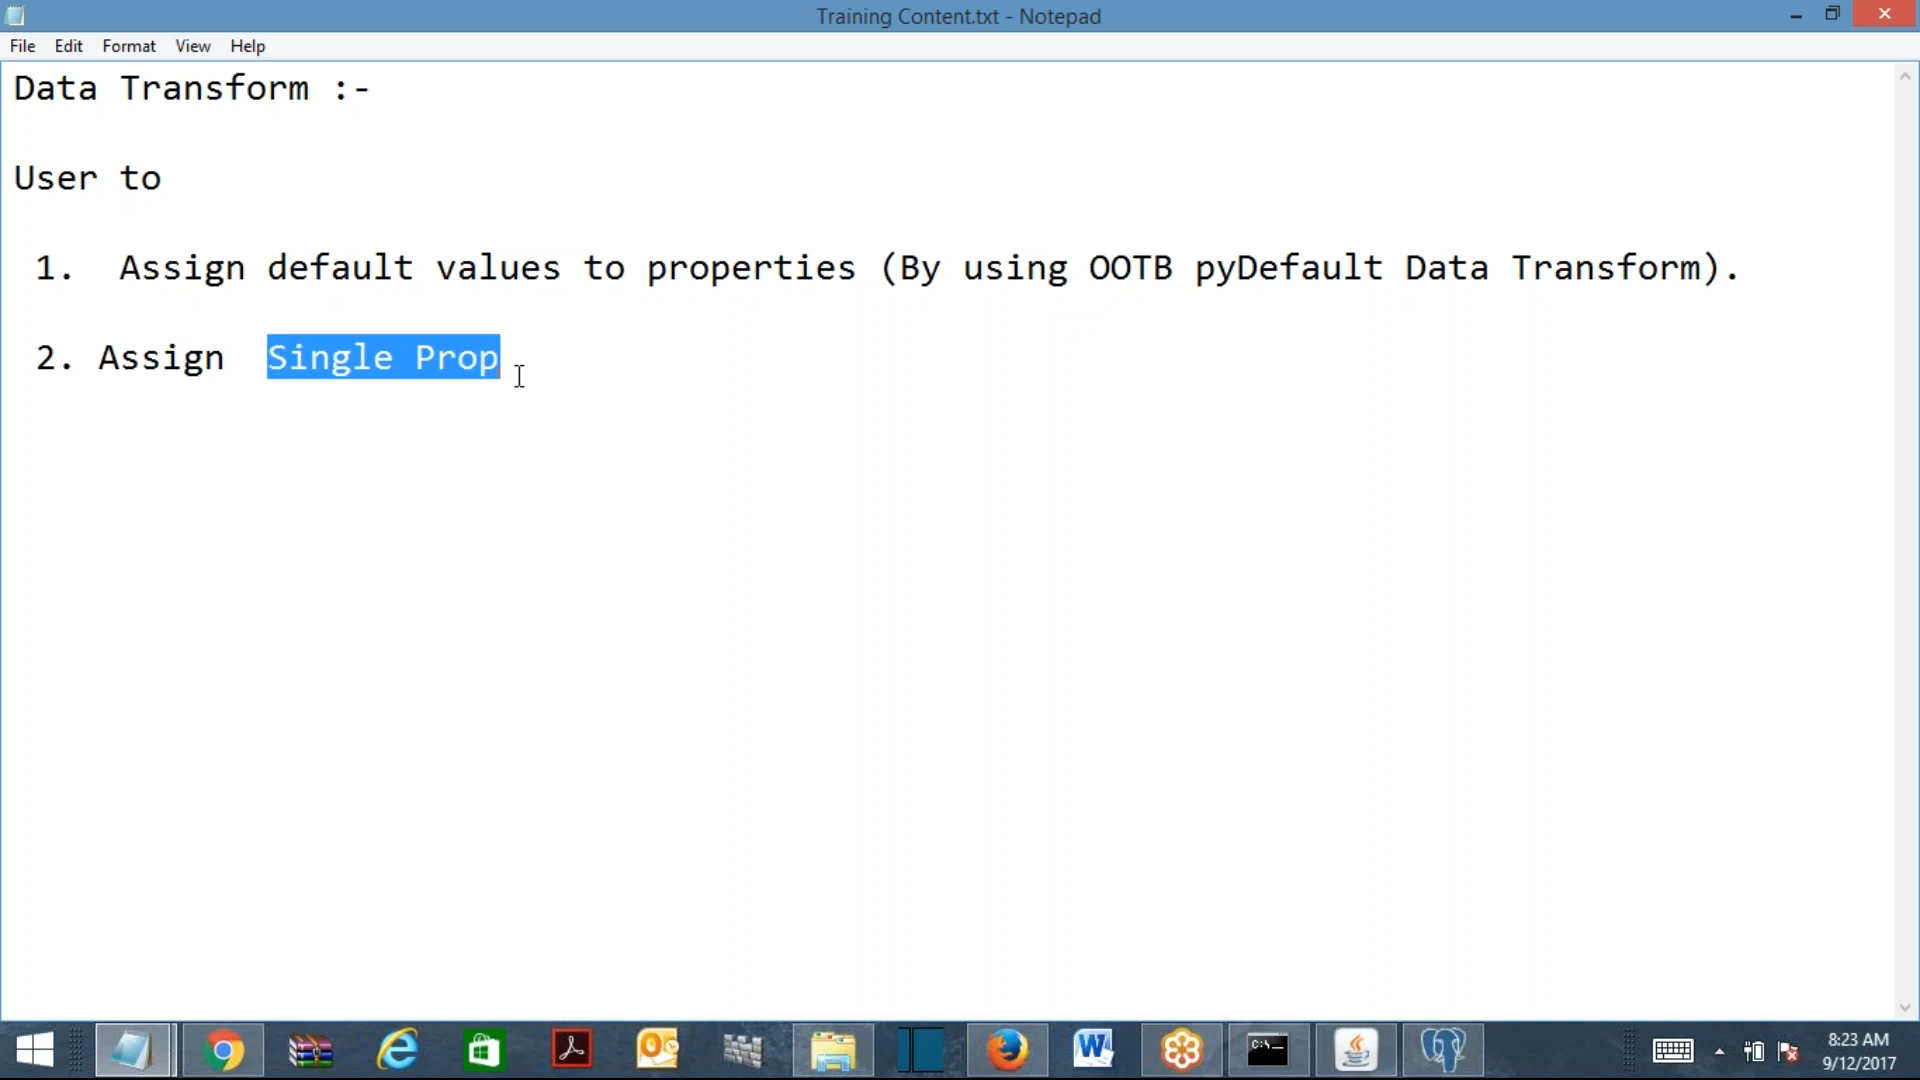 Training Content.txt - Notepad
File Edit Format View Help
Data Transform :-
User to
1. Assign default values to properties (By using OOTB pyDefault Data Transform).
2. Assign Single Prop
8:23 AM
9/12/2017